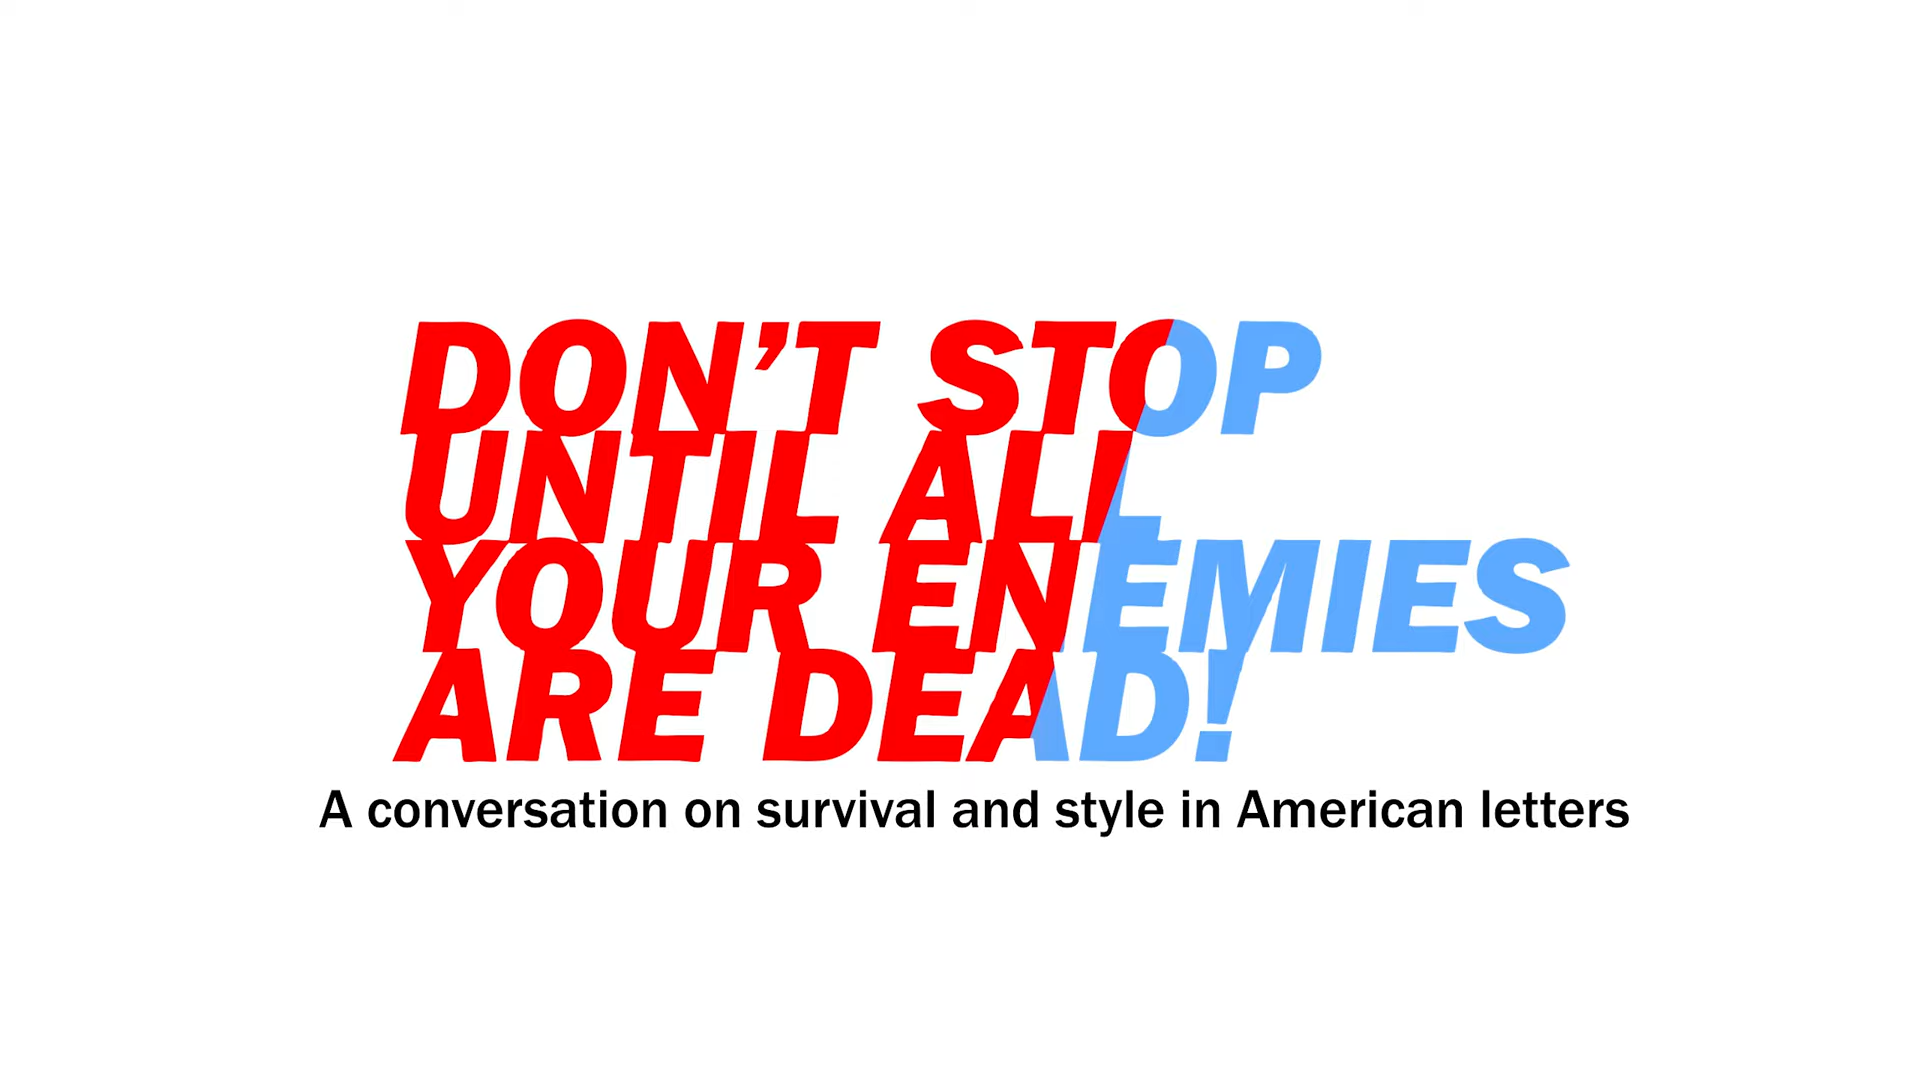 DON’T STOP
UNTIL ALL
YOUR ENEMIES
ARE DEAD!
A conversation on survival and style in American letters